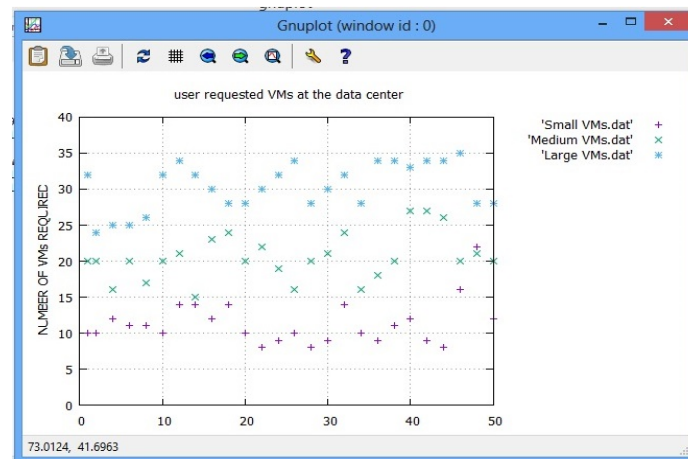 Gnuplot (window id : 0)
user requested VMs at the data center
'Small VMs.dat'
'Medium VMs.dat'
'Large VMs.dat'
NUMBER OF VMs REQUIRED
40
35
30
25
20
15
10
5
0
0 10 20 30 40 50
73.0124, 41.6963